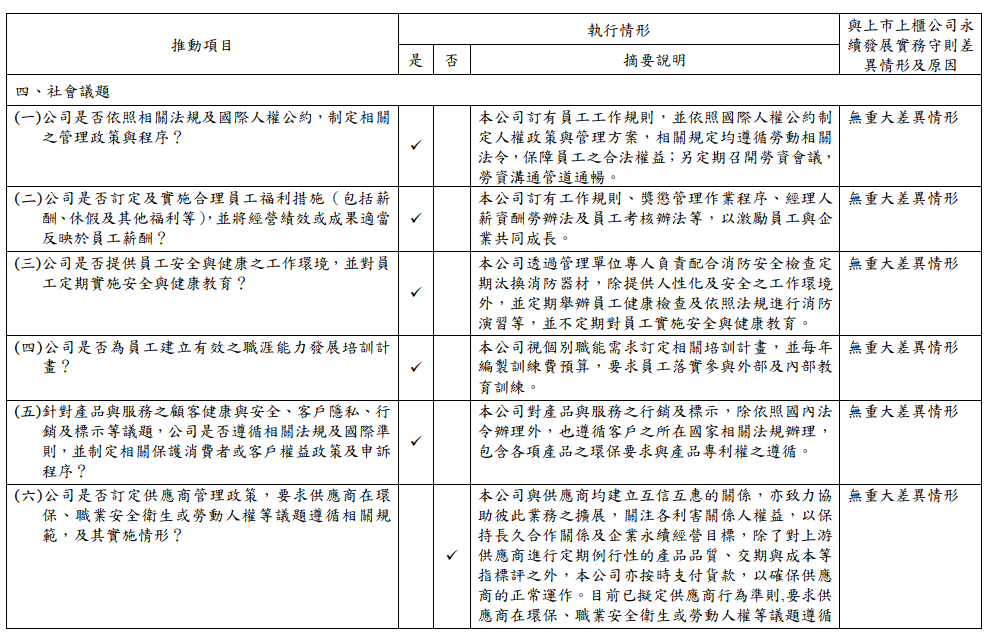 推動項目
執行情形
與上市上櫃公司永
續發展實務守則差
異情形及原因
是
否
摘要說明
四、社會議題
(一)公司是否依照相關法規及國際人權公約，制定相關
之管理政策與程序？
✓
本公司訂有員工工作規則，並依照國際人權公約制
定人權政策與管理方案，相關規定均遵循勞動相關
法令，保障員工之合法權益；另定期召開勞資會議，
勞資溝通管道通暢。
無重大差異情形
(二)公司是否訂定及實施合理員工福利措施（包括薪
酬、休假及其他福利等），並將經營績效或成果適當
反映於員工薪酬？
✓
本公司訂有工作規則、獎懲管理作業程序、經理人
薪資酬勞辦法及員工考核辦法等，以激勵員工與企
業共同成長。
無重大差異情形
(三)公司是否提供員工安全與健康之工作環境，並對員
工定期實施安全與健康教育？
✓
本公司透過管理單位專人負責配合消防安全檢查定
期汰換消防器材，除提供人性化及安全之工作環境
外，並定期舉辦員工健康檢查及依照法規進行消防
演習等，並不定期對員工實施安全與健康教育。
無重大差異情形
(四)公司是否為員工建立有效之職涯能力發展培訓計
畫？
✓
本公司視個別職能需求訂定相關培訓計畫，並每年
編製訓練費預算，要求員工落實參與外部及內部教
育訓練。
無重大差異情形
(五)針對產品與服務之顧客健康與安全、客戶隱私、行
銷及標示等議題，公司是否遵循相關法規及國際準
則，並制定相關保護消費者或客戶權益政策及申訴
程序？
✓
本公司對產品與服務之行銷及標示，除依照國內法
令辦理外，也遵循客戶之所在國家相關法規辦理，
包含各項產品之環保要求與產品專利權之遵循。
無重大差異情形
(六)公司是否訂定供應商管理政策，要求供應商在環
保、職業安全衛生或勞動人權等議題遵循相關規
範，及其實施情形？
✓
本公司與供應商均建立互信互惠的關係，亦致力協
助彼此業務之擴展，關注各利害關係人權益，以保
持長久合作關係及企業永續經營目標，除了對上游
供應商進行定期例行性的產品品質、交期與成本等
指標評之外，本公司亦按時支付貨款，以確保供應
商的正常運作。目前已擬定供應商行為準則,要求供
應商在環保、職業安全衛生或勞動人權等議題遵循
無重大差異情形